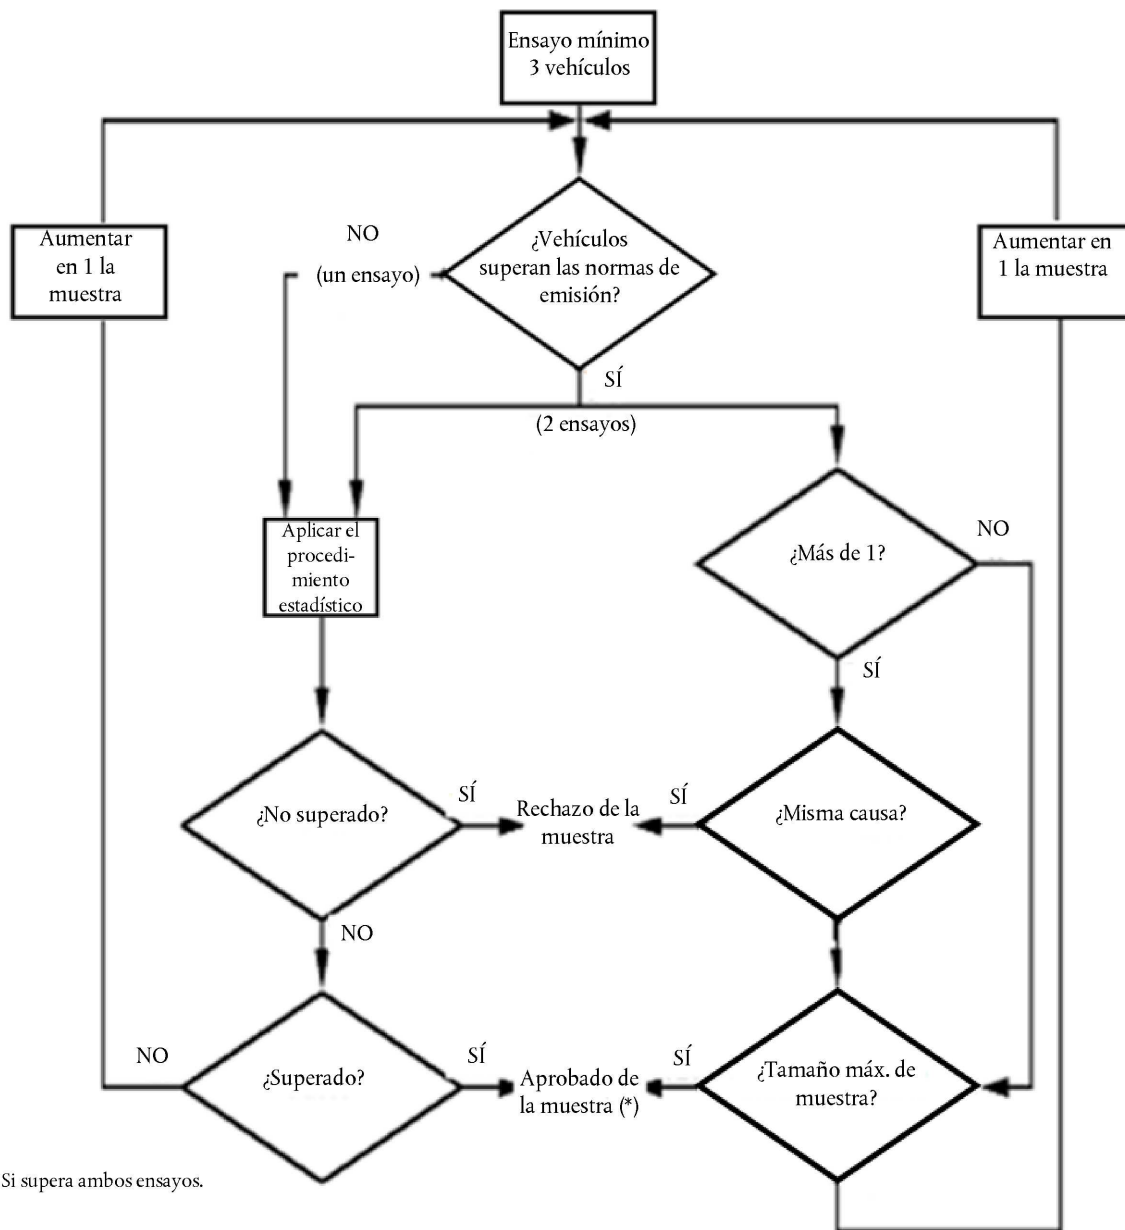 Ensayo mínimo
3 vehículos
Aumentar
en 1 la
muestra
NO
(un ensayo)
¿Vehículos
superan las normas de
emisión?
Aumentar en
1 la muestra
SÍ
(2 ensayos)
Aplicar el
procedi-
miento
estadístico
¿Más de 1?
NO
SÍ
¿No superado?
SÍ
Rechazo de la
muestra
SÍ
¿Misma causa?
NO
NO
¿Superado?
SÍ
Aprobado de
la muestra (*)
SÍ
¿Tamaño máx. de
muestra?
Si supera ambos ensayos.